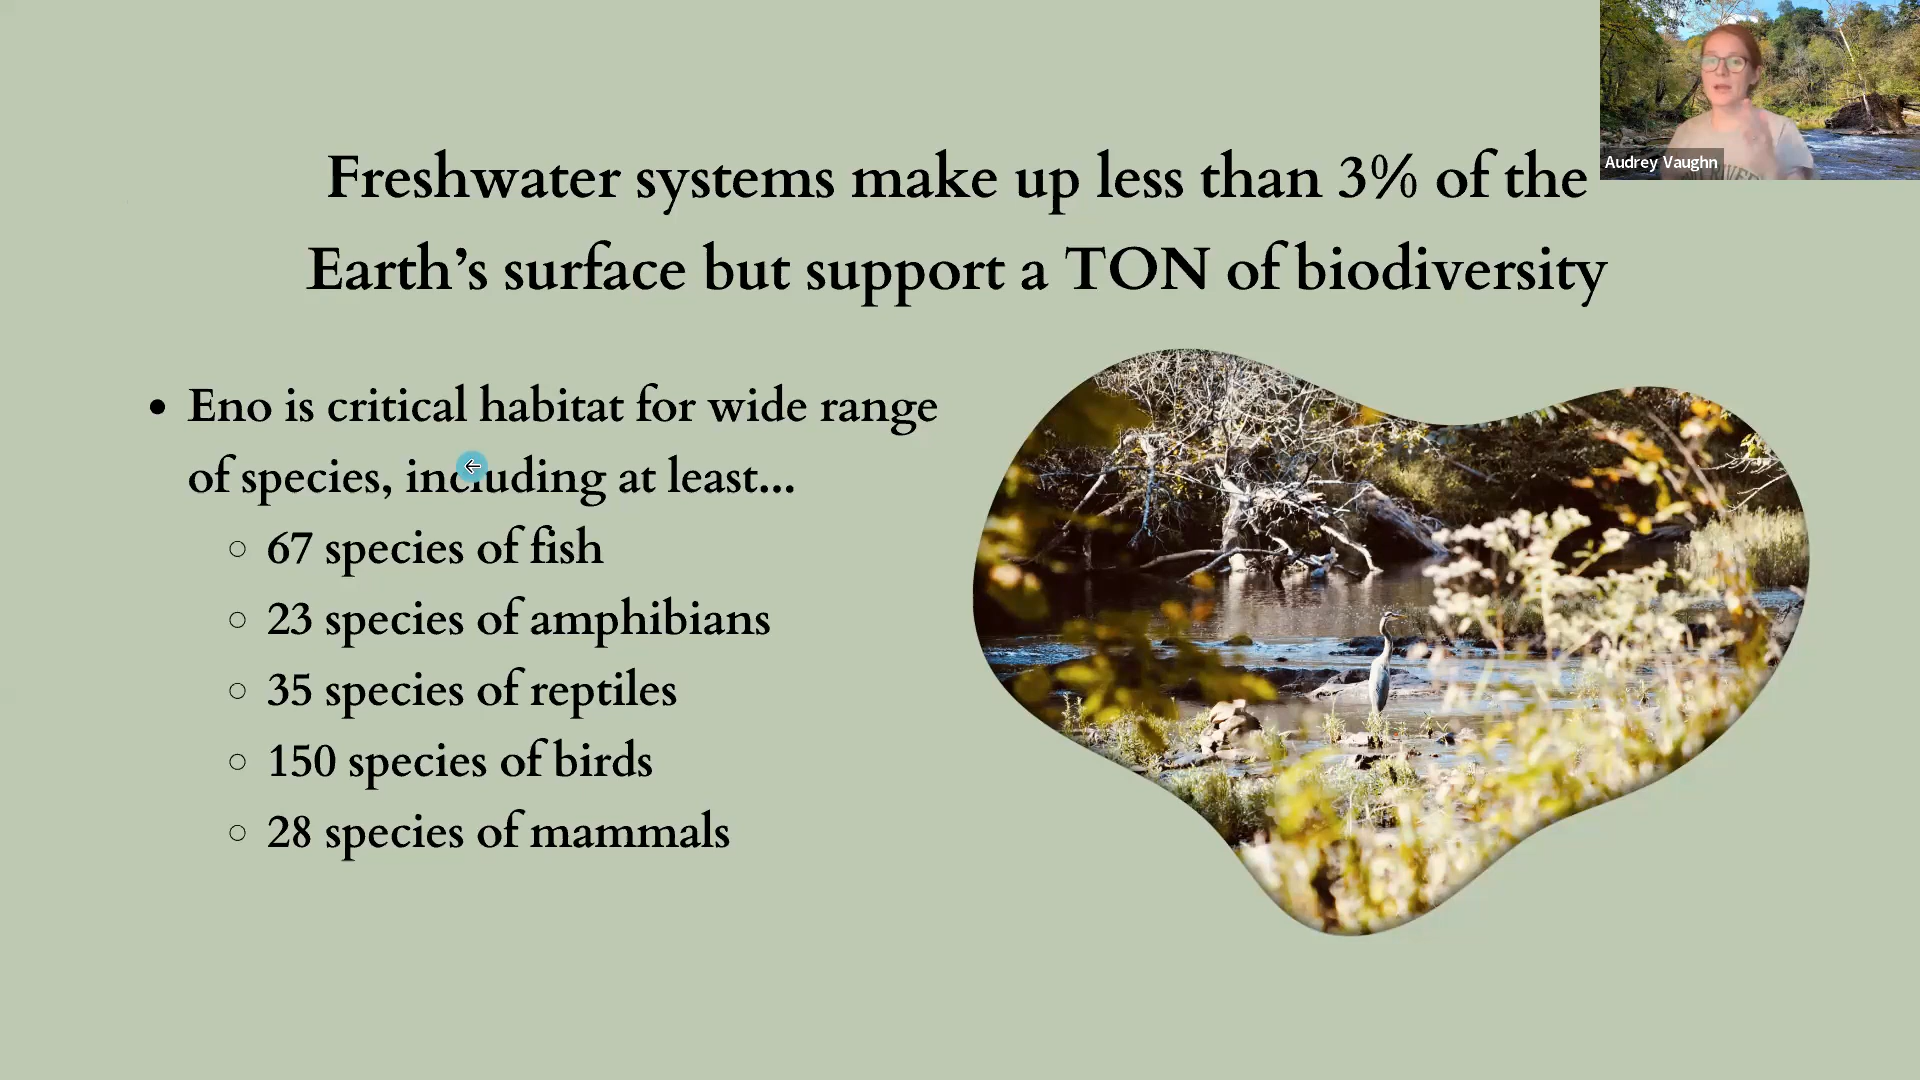 Audrey Vaughn
Freshwater systems make up less than 3% of the
Earth’s surface but support a TON of biodiversity
• Eno is critical habitat for wide range
of species, including at least...
○ 67 species of fish
○ 23 species of amphibians
○ 35 species of reptiles
○ 150 species of birds
○ 28 species of mammals